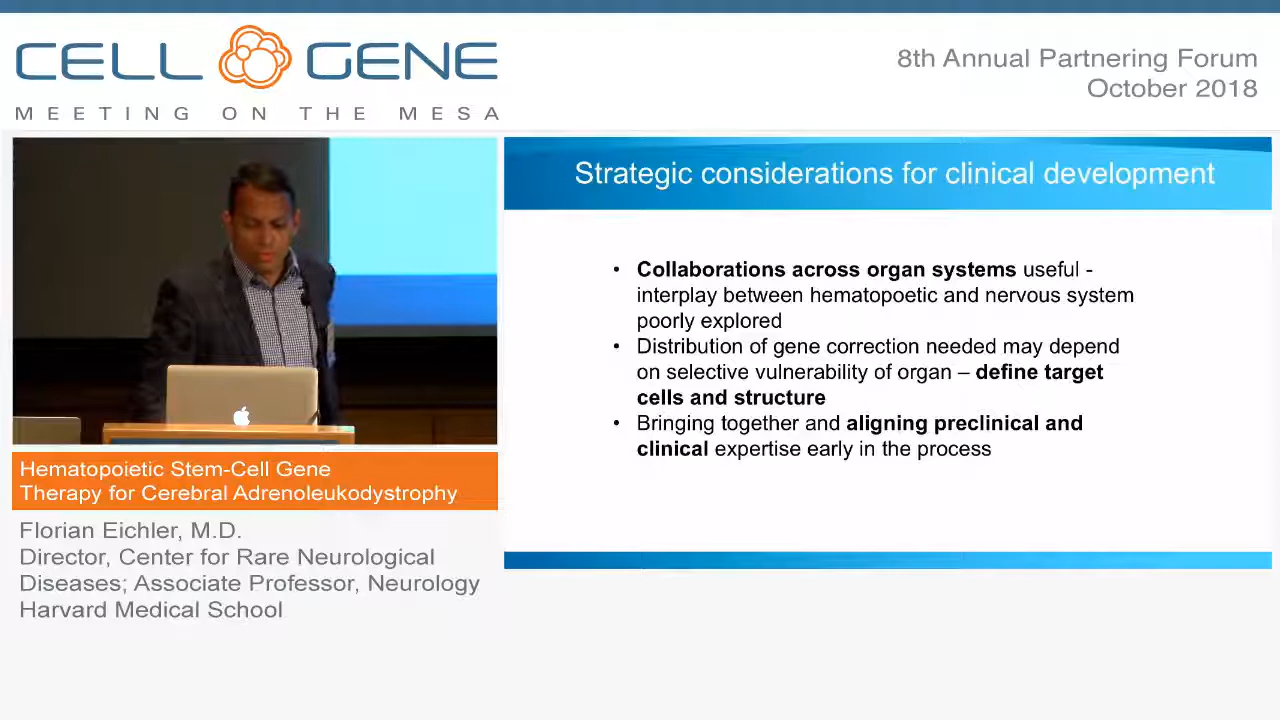 CELL GENE
MEETING ON THE MESA
8th Annual Partnering Forum
October 2018
Strategic considerations for clinical development
• Collaborations across organ systems useful -
interplay between hematopoetic and nervous system
poorly explored
• Distribution of gene correction needed may depend
on selective vulnerability of organ – define target
cells and structure
• Bringing together and aligning preclinical and
clinical expertise early in the process
Hematopoietic Stem-Cell Gene
Therapy for Cerebral Adrenoleukodystrophy
Florian Eichler, M.D.
Director, Center for Rare Neurological
Diseases; Associate Professor, Neurology
Harvard Medical School